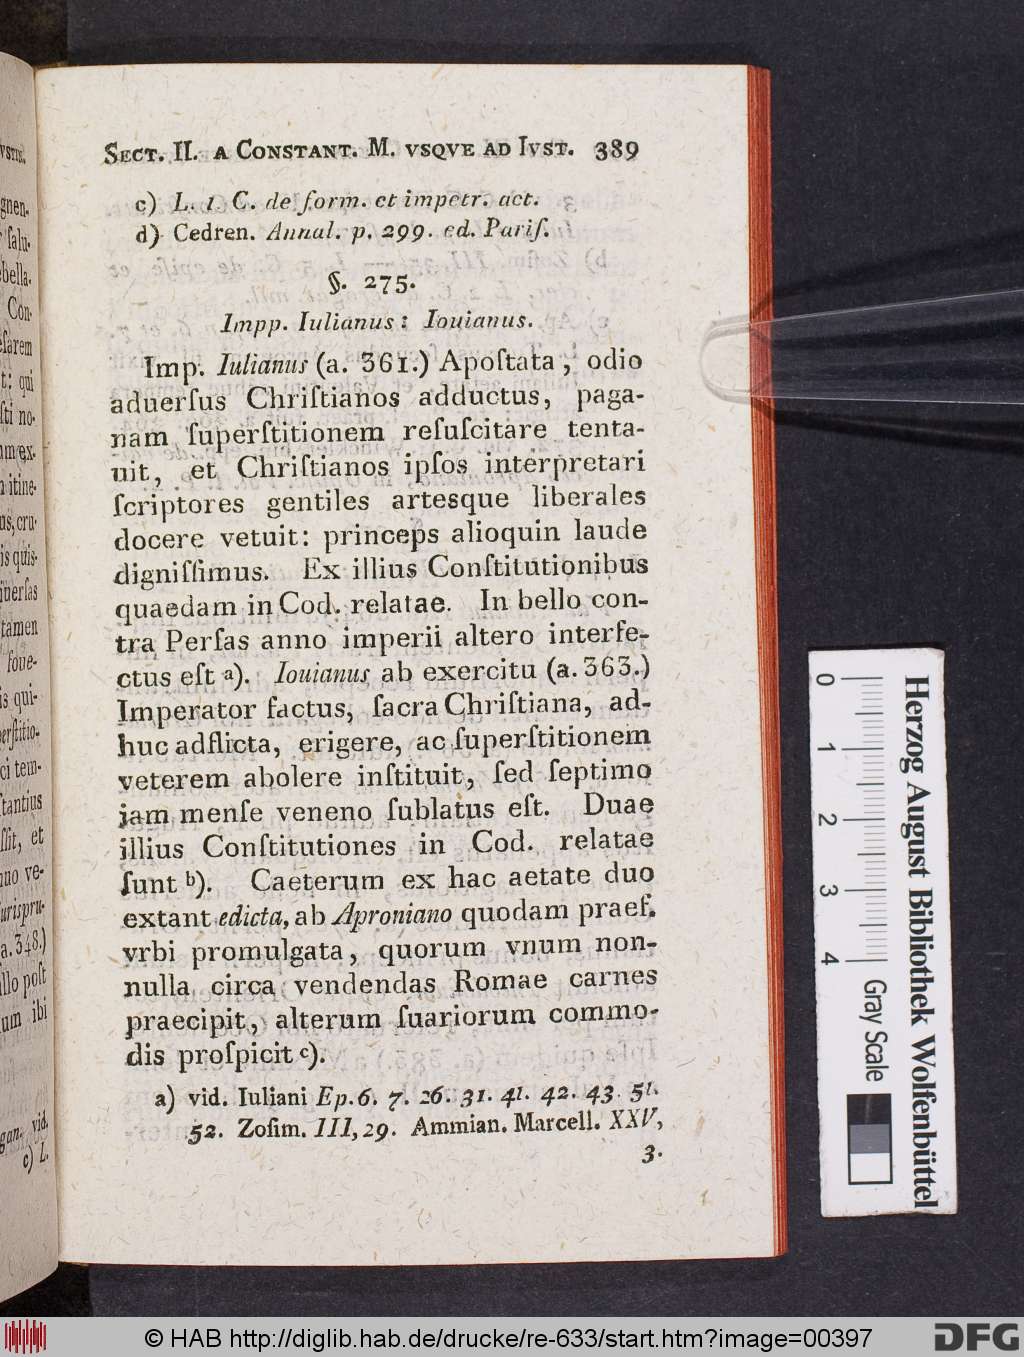 Sect. II. a Constant. M. vsqve ad Ivst. 389
c) L. 1. C. de form. et impetr. act.
d) Cedren. Annal. p. 299. ed. Pariſ.
§. 275.
Impp. Iulianus: Iouianus.
Imp. Iulianus (a. 361.) Apoſtata, odio
aduerſus Chriſtianos adductus, paga-
nam ſuperſtitionem reſuſcitare tenta-
uit, et Chriſtianos ipſos interpretari
ſcriptores gentiles artesque liberales
docere vetuit: princeps alioquin laude
digniſſimus. Ex illius Conſtitutionibus
quaedam in Cod. relatae. In bello con-
tra Perſas anno imperii altero interfe-
ctus eſt a). Iouianus ab exercitu (a. 363.)
Imperator factus, ſacra Chriſtiana, ad-
huc adflicta, erigere, ac ſuperſtitionem
veterem abolere inſtituit, ſed ſeptimo
iam menſe veneno ſublatus eſt. Duae
illius Conſtitutiones in Cod. relatae
ſunt b). Caeterum ex hac aetate duo
extant edicta, ab Aproniano quodam praef.
vrbi promulgata, quorum vnum non-
nulla circa vendendas Romae carnes
praecipit, alterum ſuariorum commo-
dis proſpicit c).
a) vid. Iuliani Ep. 6. 7. 26. 31. 41. 42. 43. 51.
52. Zoſim. III, 29. Ammian. Marcell. XXV,
3.
0 1 2 3 4
Gray Scale
Herzog August Bibliothek Wolfenbüttel
© HAB http://diglib.hab.de/drucke/re-633/start.htm?image=00397
DFG